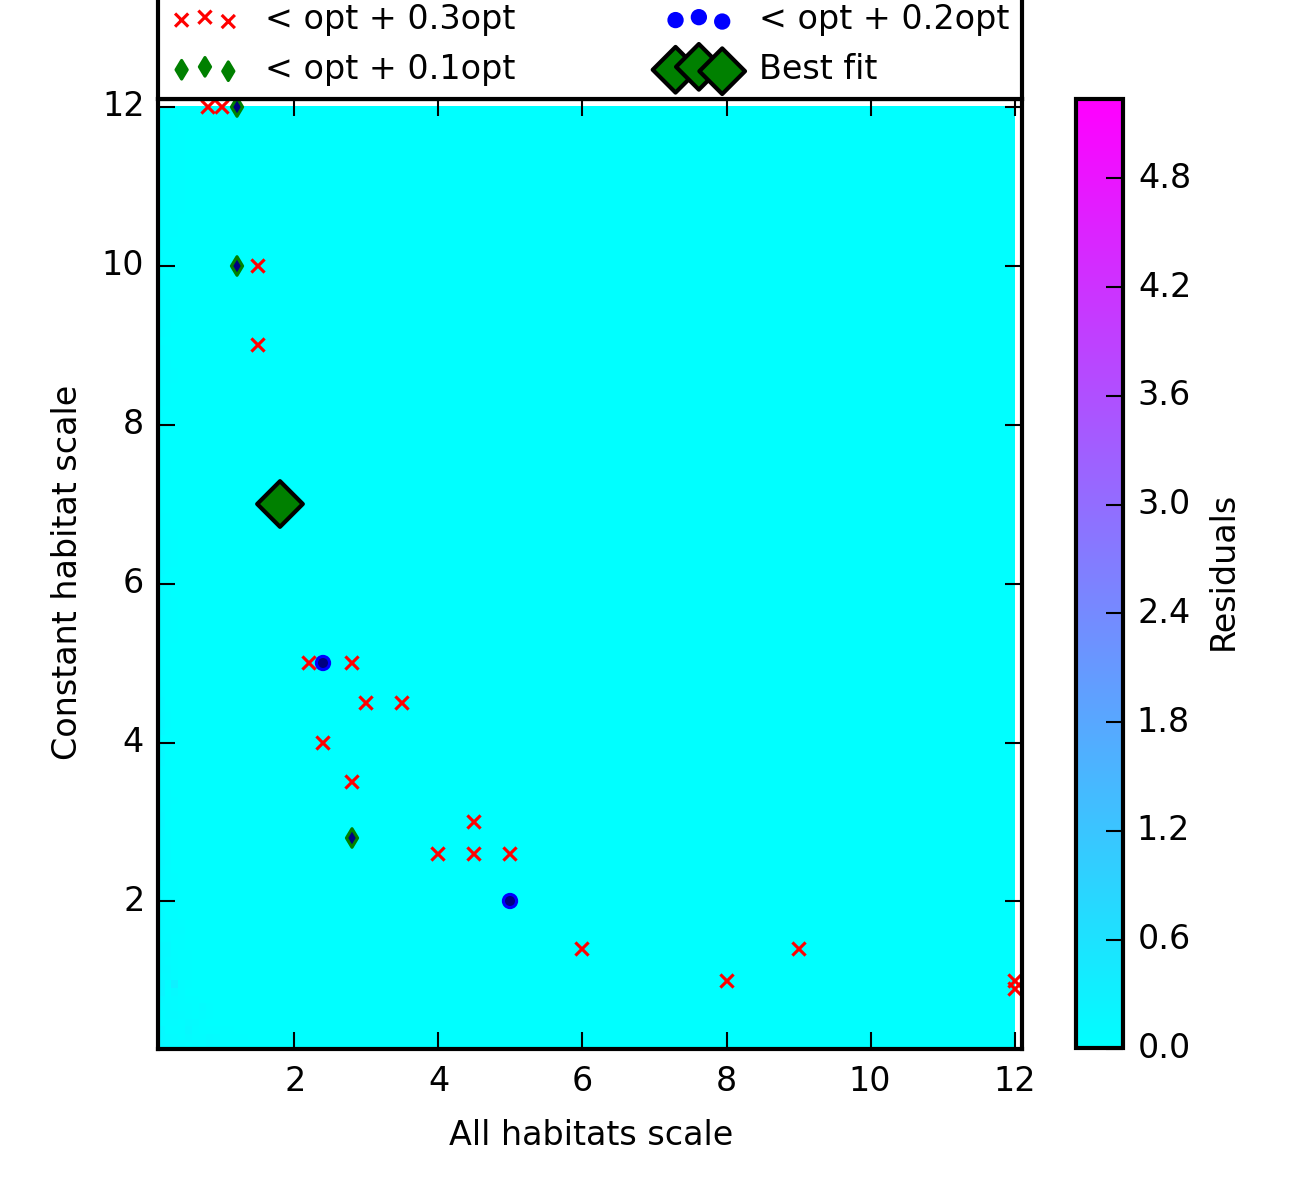 < opt + 0.3opt
< opt + 0.2opt
< opt + 0.1opt
Best fit
12
10
8
6
4
2
Constant habitat scale
2 4 6 8 10 12
All habitats scale
4.8
4.2
3.6
3.0
2.4
1.8
1.2
0.6
0.0
Residuals